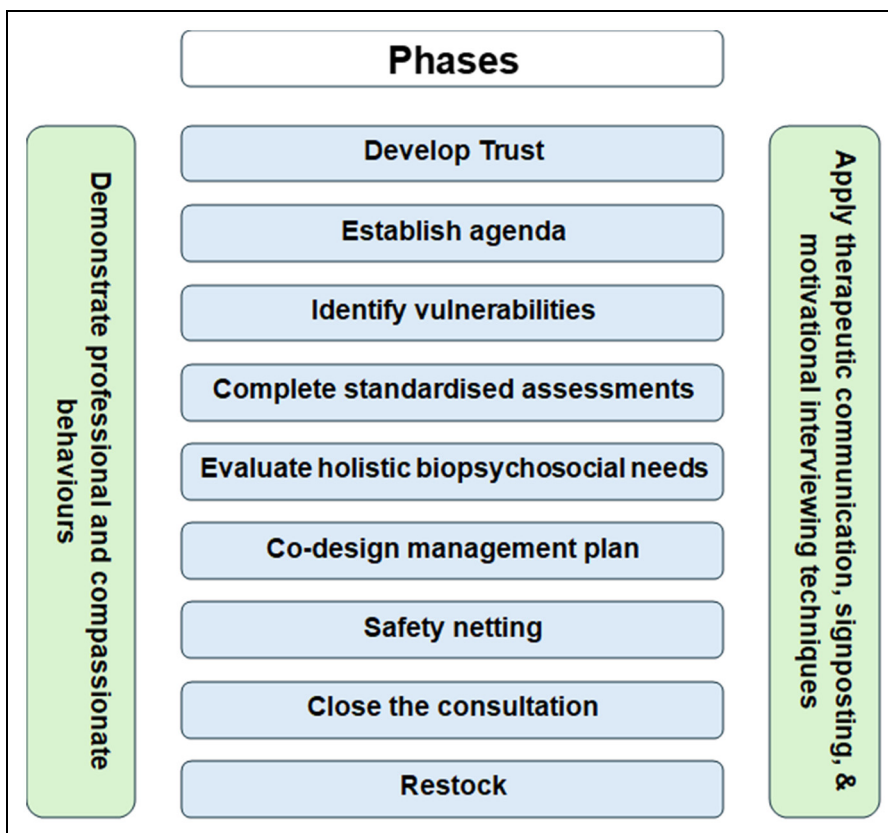 Phases
Demonstrate professional and compassionate
behaviours
Develop Trust
Establish agenda
Identify vulnerabilities
Complete standardised assessments
Evaluate holistic biopsychosocial needs
Co-design management plan
Safety netting
Close the consultation
Restock
Apply therapeutic communication, signposting, &
motivational interviewing techniques